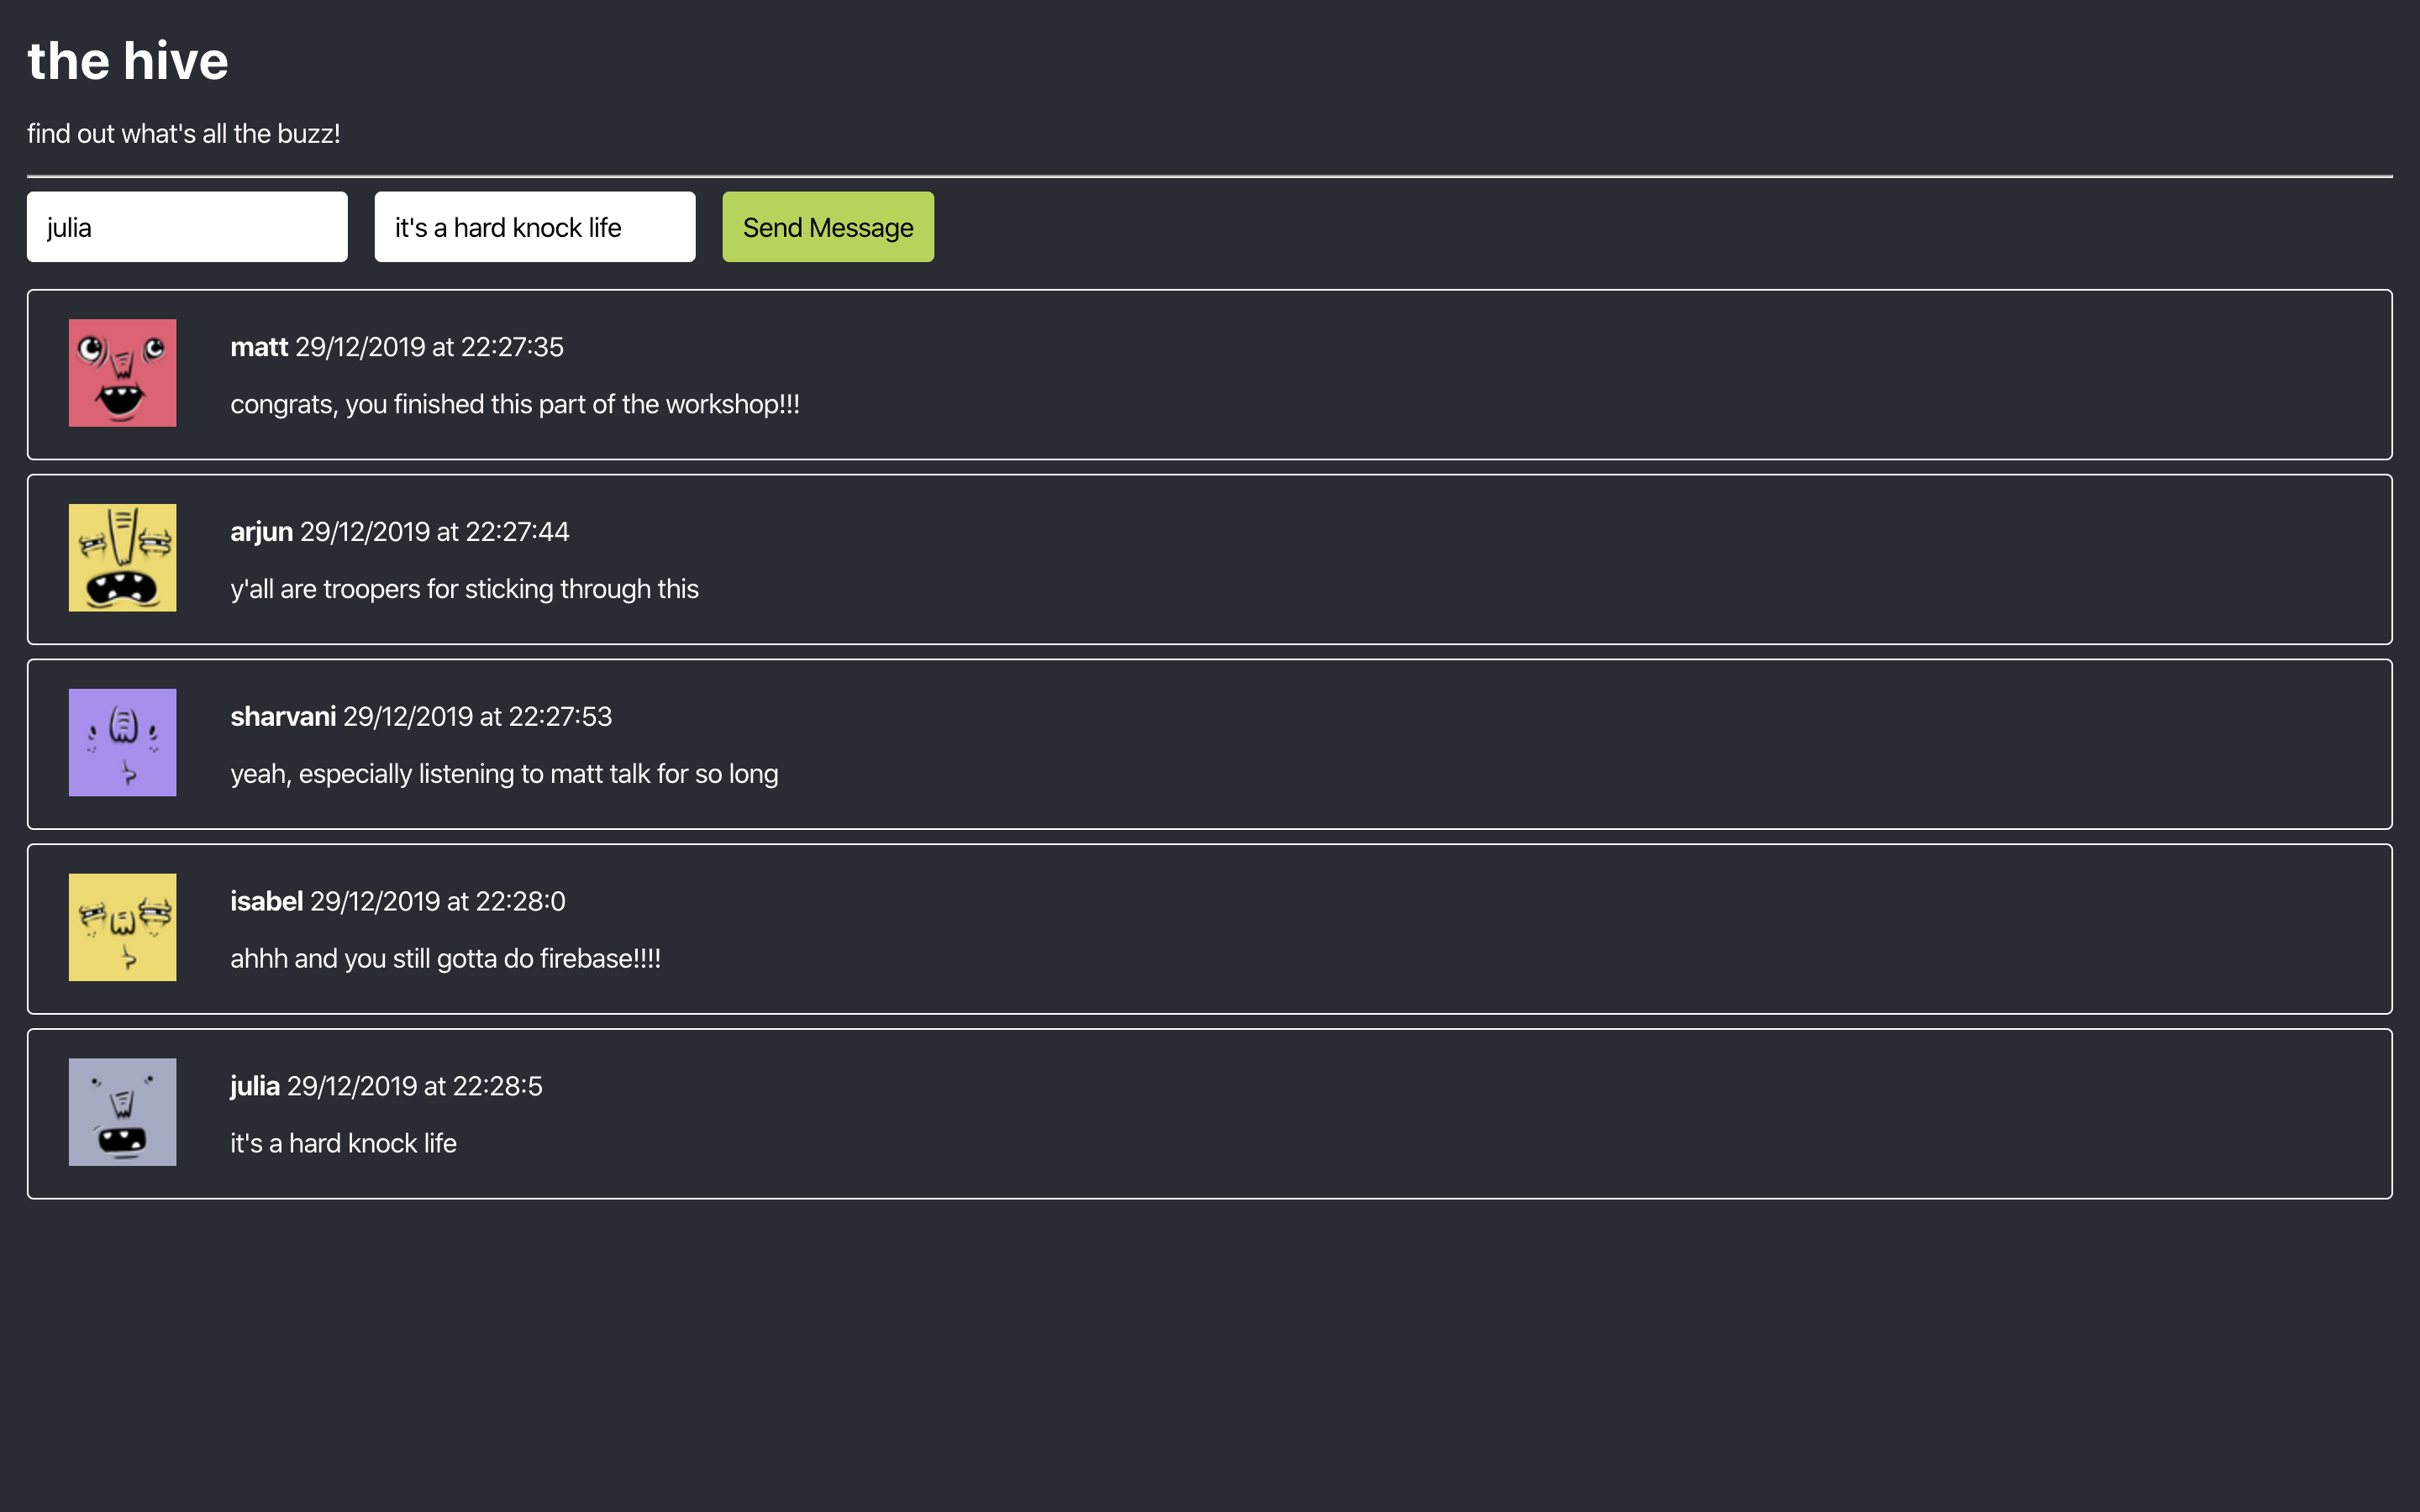 the hive
find out what's all the buzz!
julia
it's a hard knock life
Send Message
matt 29/12/2019 at 22:27:35
congrats, you finished this part of the workshop!!!
arjun 29/12/2019 at 22:27:44
y'all are troopers for sticking through this
sharvani 29/12/2019 at 22:27:53
yeah, especially listening to matt talk for so long
isabel 29/12/2019 at 22:28:0
ahhh and you still gotta do firebase!!!!
julia 29/12/2019 at 22:28:5
it's a hard knock life